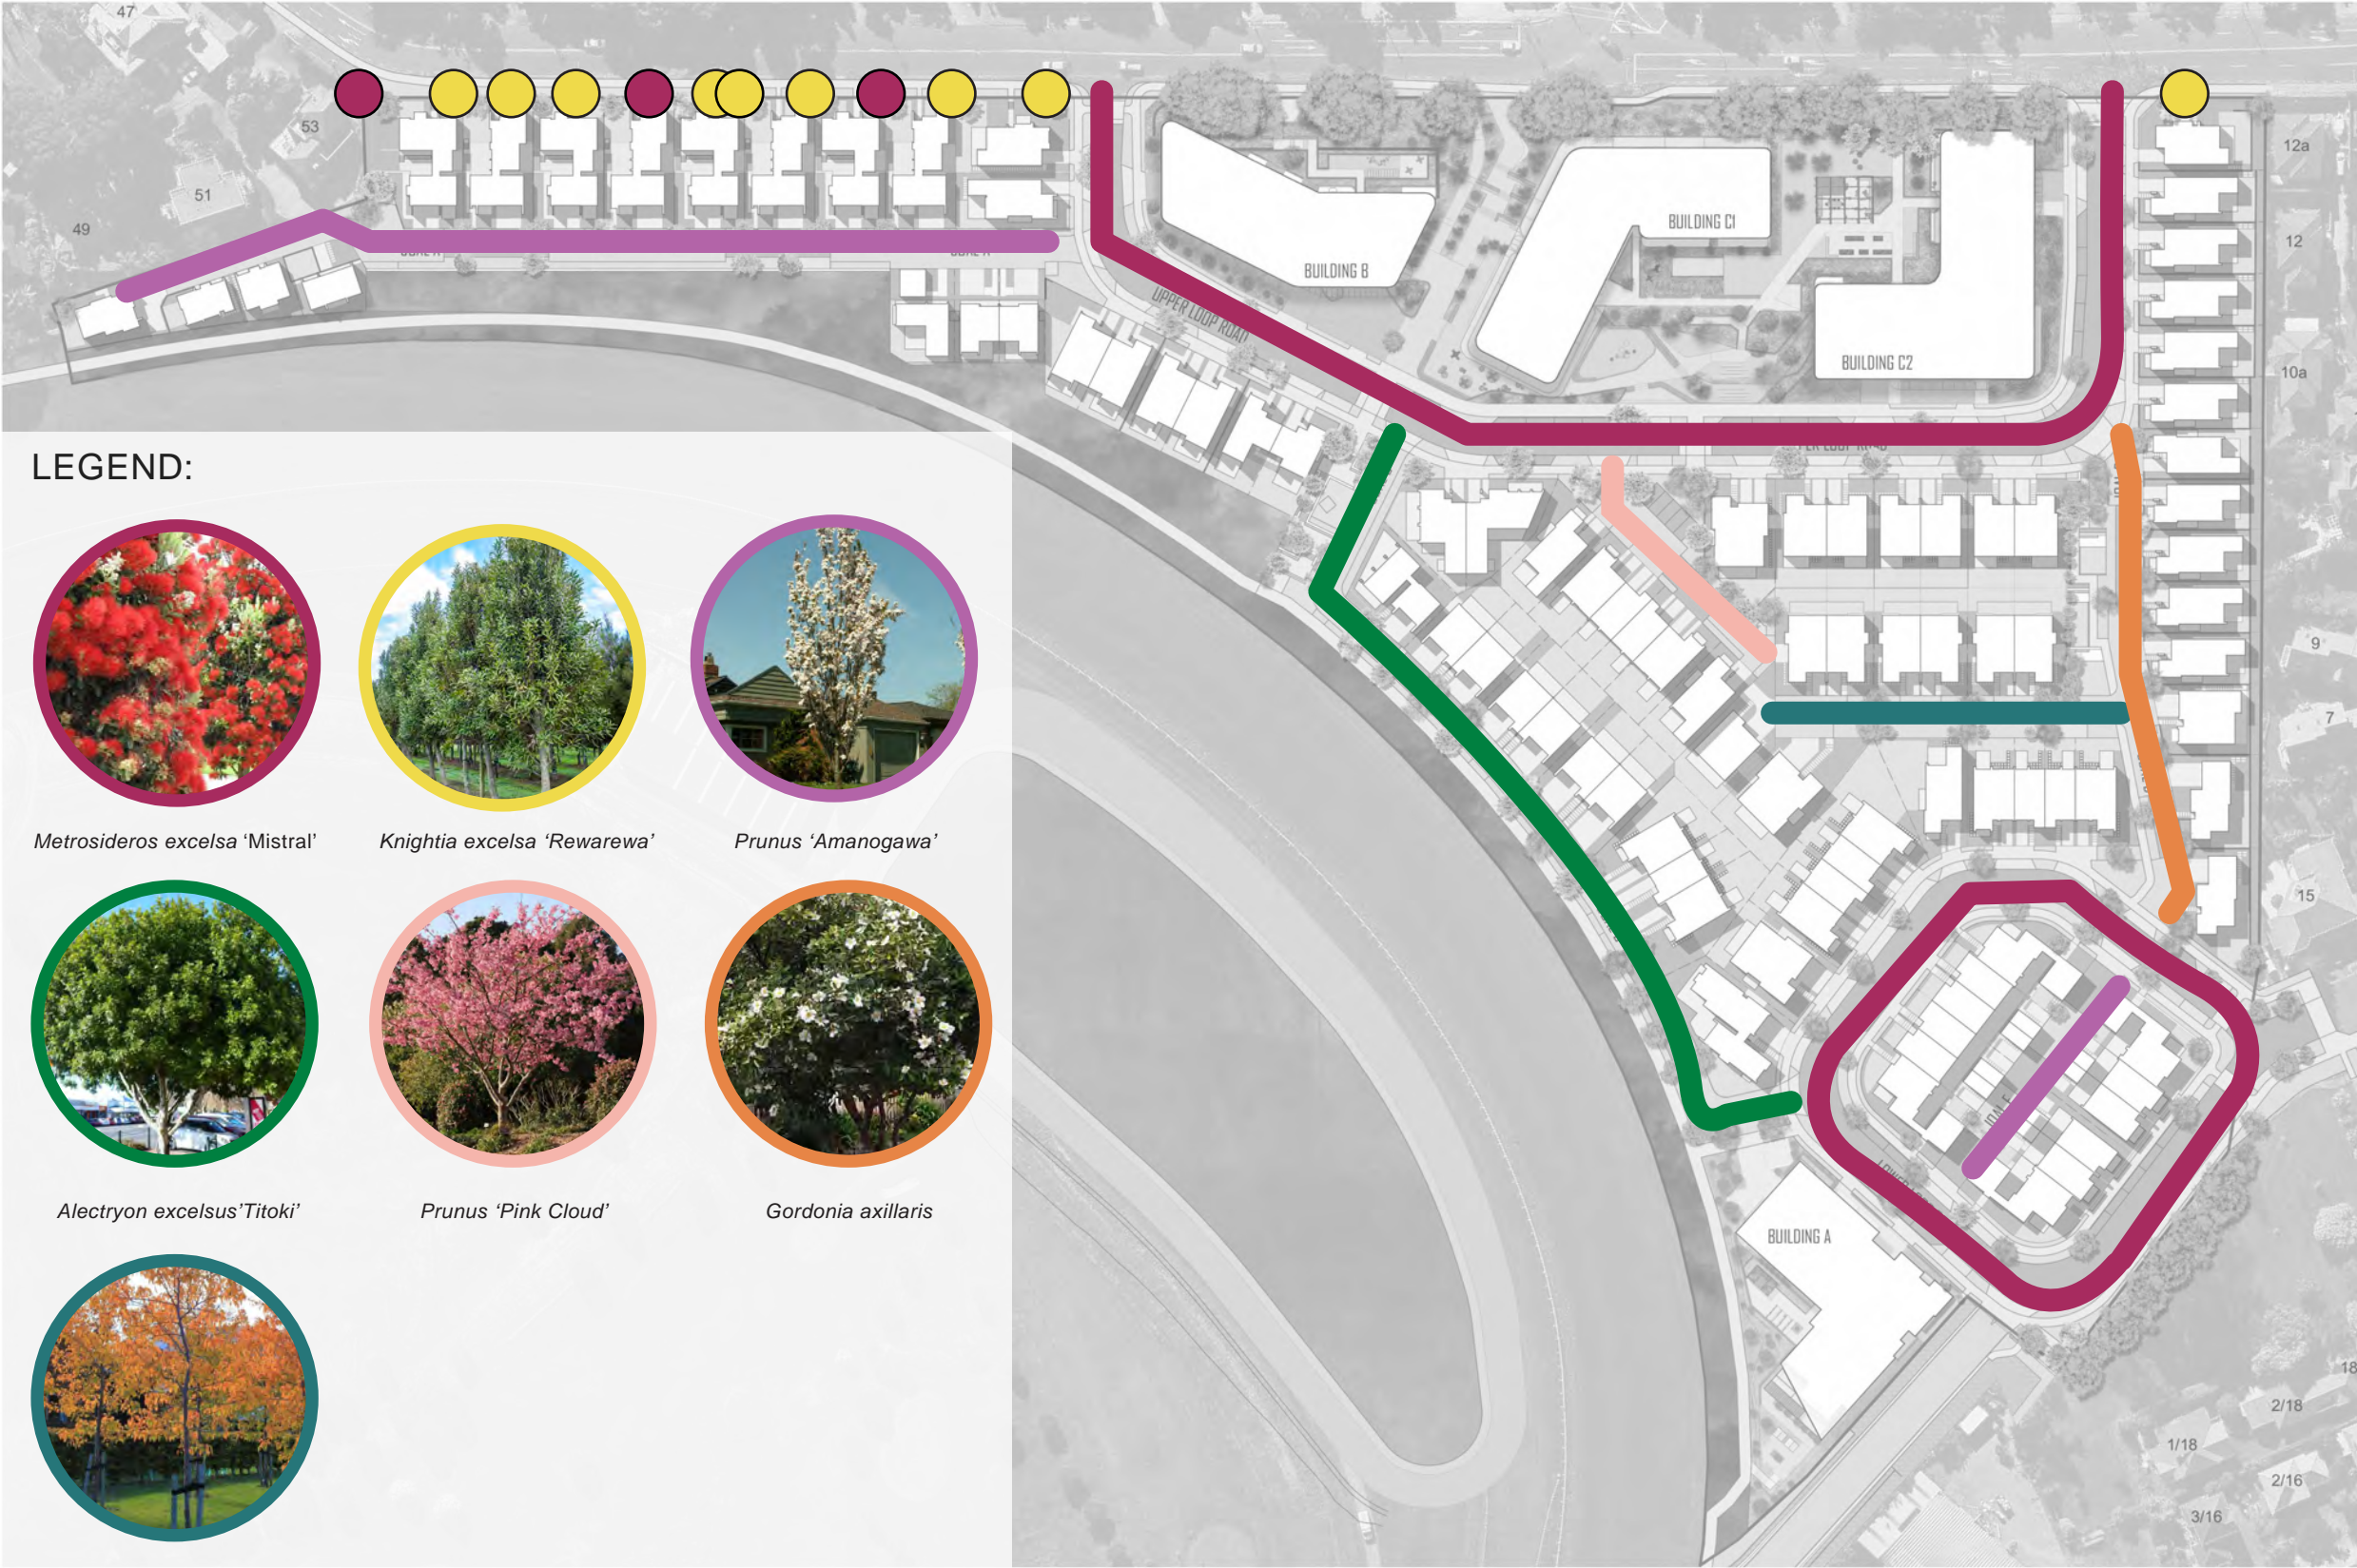 47
53
51
49
12a
12
10a
9
7
15
BUILDING B
BUILDING C1
BUILDING C2
UPPER LOOP ROAD
BUILDING A
18
2/18
1/18
2/16
3/16
LEGEND:
Metrosideros excelsa ‘Mistral’
Knightia excelsa ‘Rewarewa’
Prunus ‘Amanogawa’
Alectryon excelsus’Titoki’
Prunus ‘Pink Cloud’
Gordonia axillaris